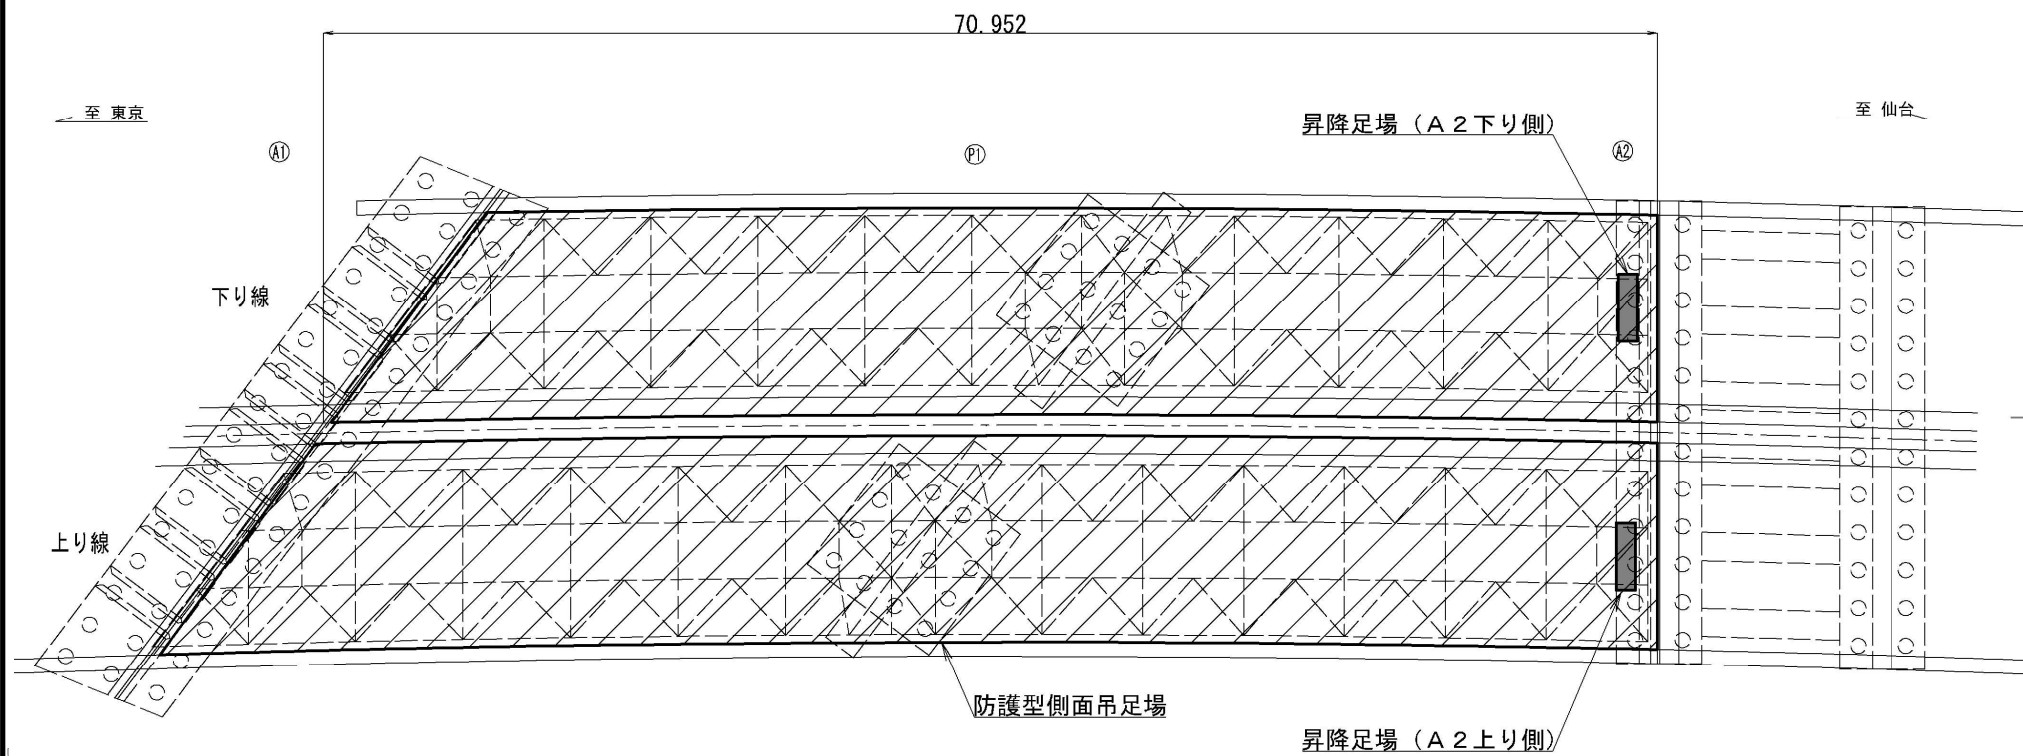 70.952
至 東京
昇降足場（Ａ２下り側）
至 仙台
A1
P1
A2
下り線
上り線
防護型側面吊足場
昇降足場（Ａ２上り側）